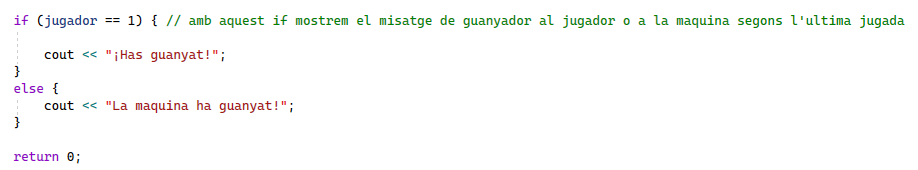 if (jugador == 1) { // amb aquest if mostrem el misatge de guanyador al jugador o a la maquina segons l'ultima jugada
cout << "¡Has guanyat!";
}
else {
cout << "La maquina ha guanyat!";
}
return 0;